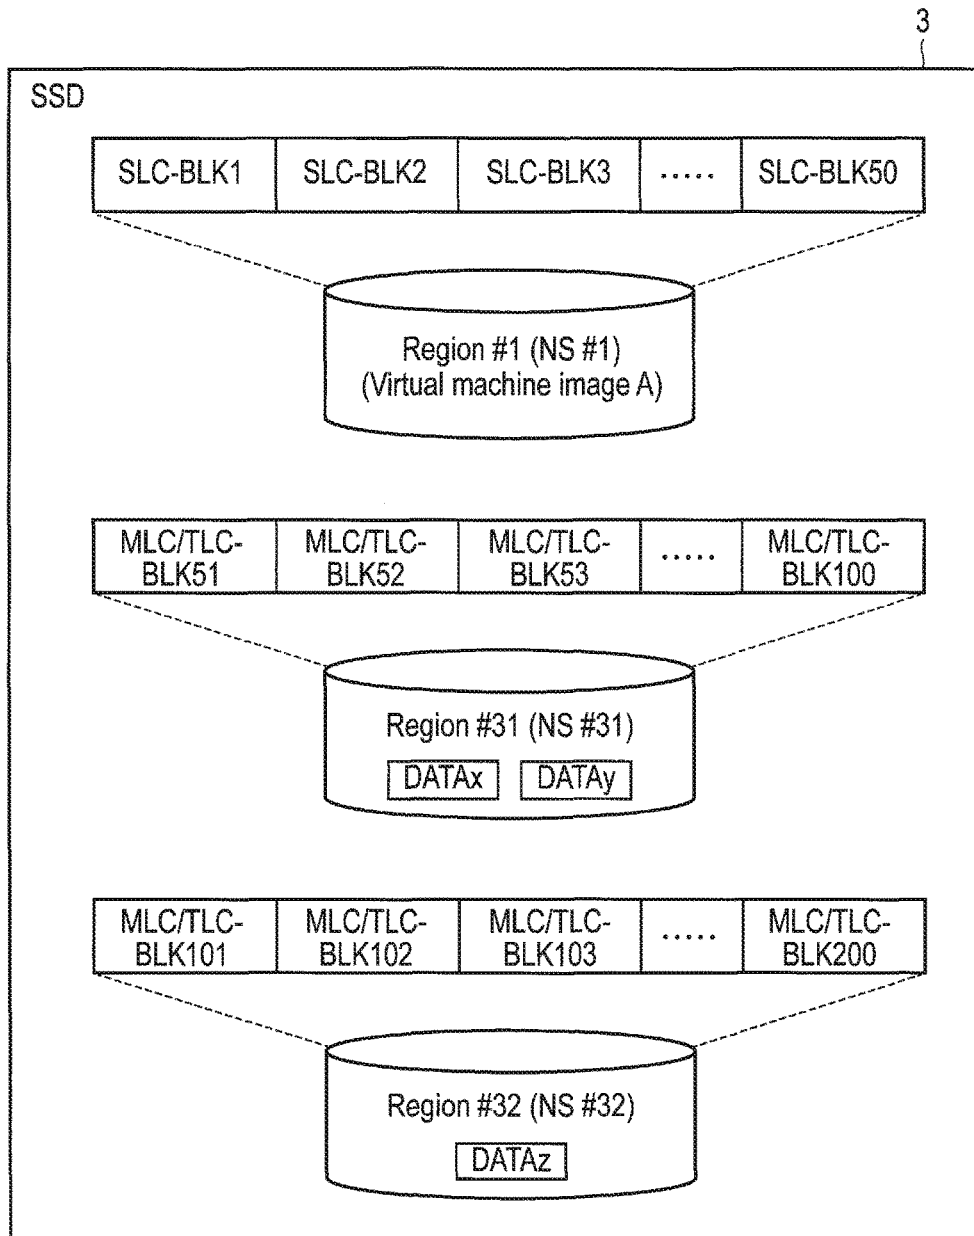 3
SSD
SLC-BLK1 SLC-BLK2 SLC-BLK3 ····· SLC-BLK50
Region #1 (NS #1)
(Virtual machine image A)
MLC/TLC- MLC/TLC- MLC/TLC- ····· MLC/TLC-
BLK51 BLK52 BLK53 BLK100
Region #31 (NS #31)
DATAx DATAy
MLC/TLC- MLC/TLC- MLC/TLC- ····· MLC/TLC-
BLK101 BLK102 BLK103 BLK200
Region #32 (NS #32)
DATAz